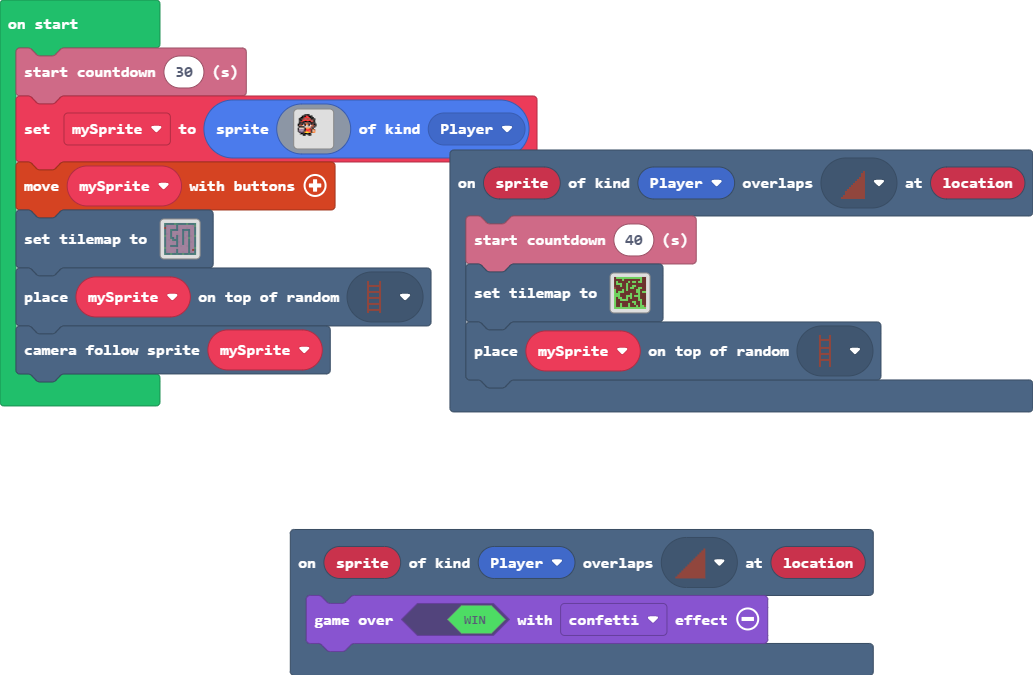 on start
start countdown 30 (s)
set mySprite to sprite of kind Player
move mySprite with buttons
set tilemap to
place mySprite on top of random
camera follow sprite mySprite
on sprite of kind Player overlaps at location
start countdown 40 (s)
set tilemap to
place mySprite on top of random
on sprite of kind Player overlaps at location
game over WIN with confetti effect